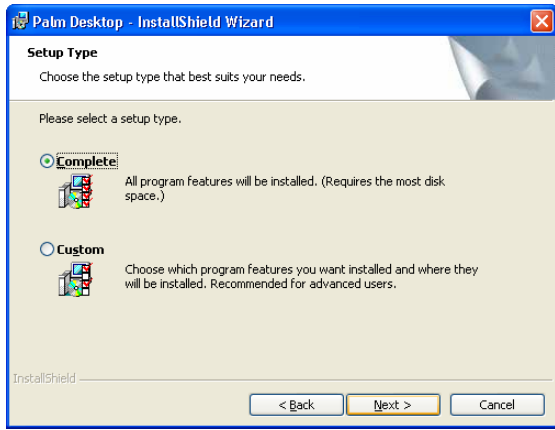 Palm Desktop - InstallShield Wizard
Setup Type
Choose the setup type that best suits your needs.
Please select a setup type.
Complete
All program features will be installed. (Requires the most disk
space.)
Custom
Choose which program features you want installed and where they
will be installed. Recommended for advanced users.
InstallShield
< Back
Next >
Cancel